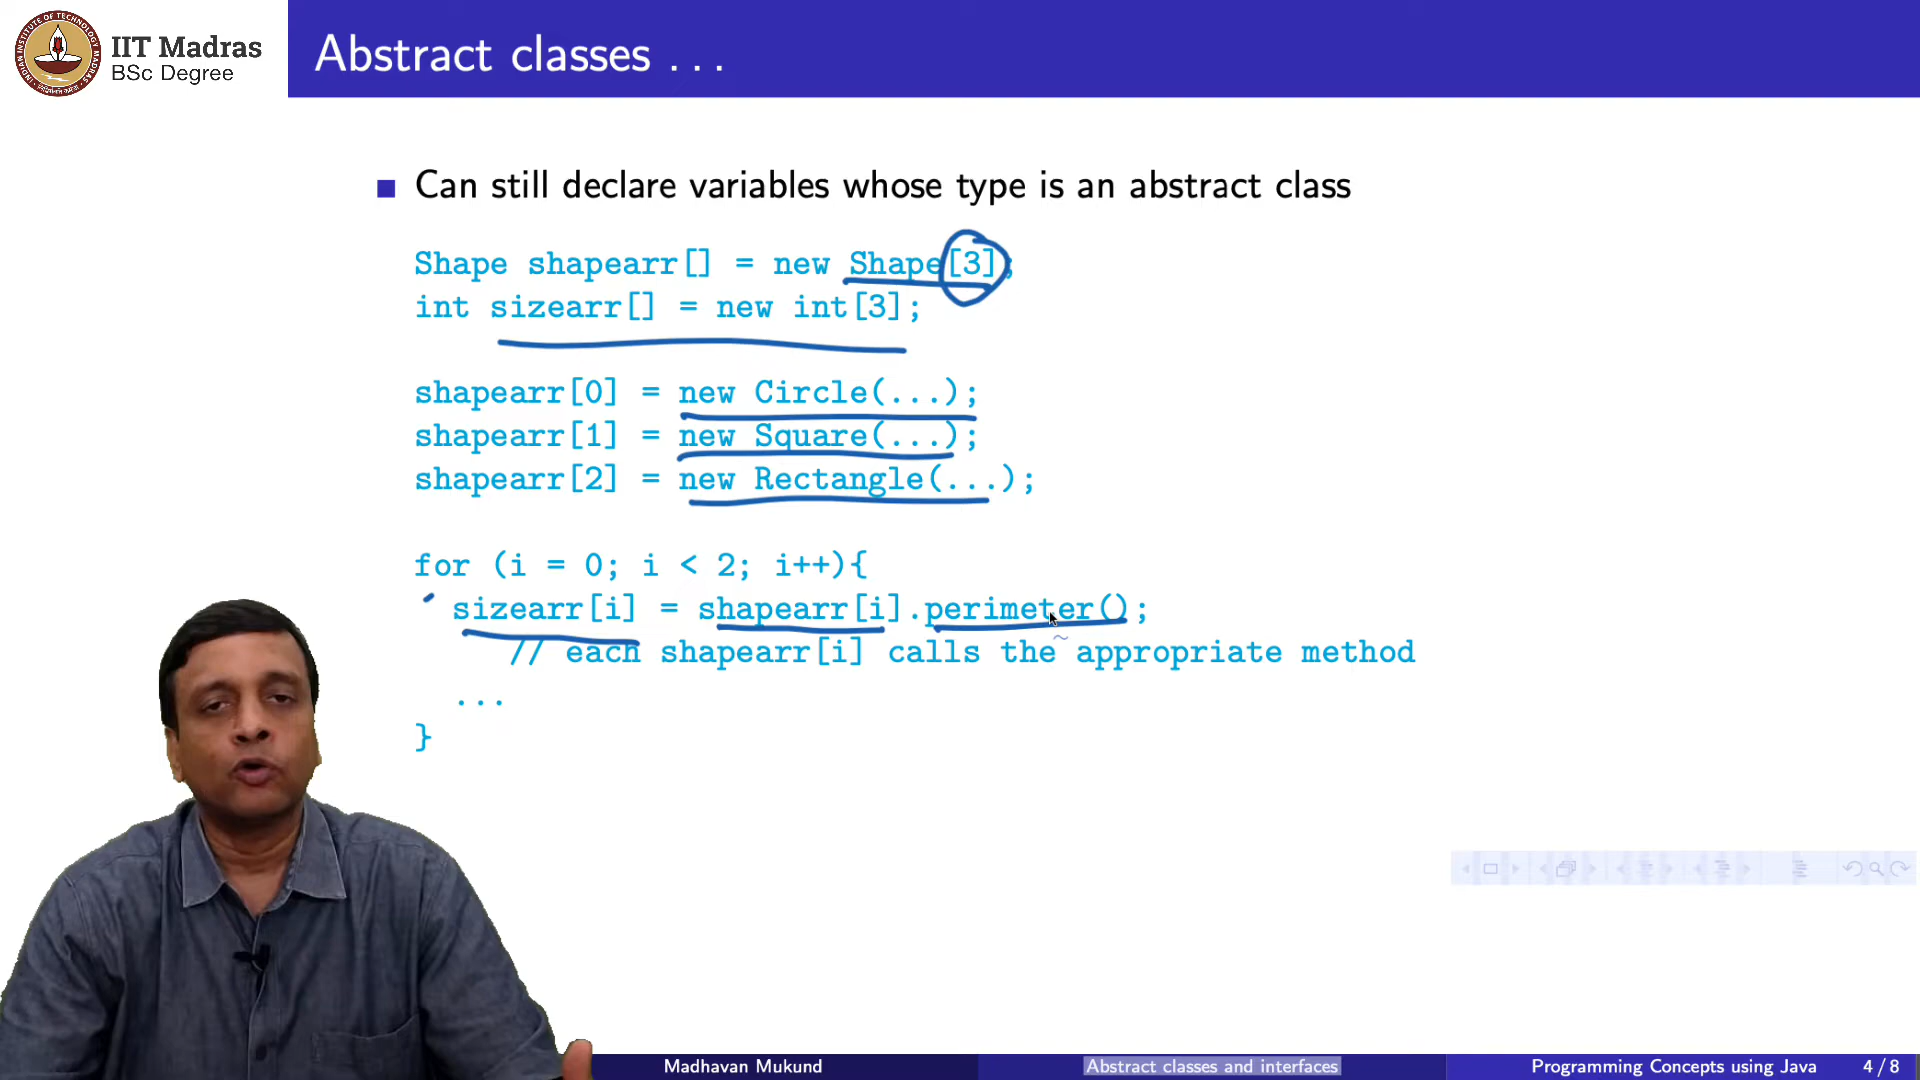 IIT Madras
BSc Degree
Abstract classes . . .
Can still declare variables whose type is an abstract class
Shape shapearr[] = new Shape[3];
int sizearr[] = new int[3];
shapearr[0] = new Circle(...);
shapearr[1] = new Square(...);
shapearr[2] = new Rectangle(...);
for (i = 0; i < 2; i++){
sizearr[i] = shapearr[i].perimeter();
// each shapearr[i] calls the appropriate method
...
}
Madhavan Mukund Abstract classes and interfaces Programming Concepts using Java 4 / 8